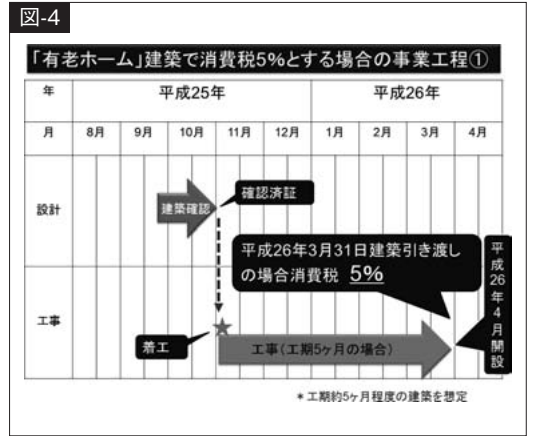 図-4
「有老ホーム」建築で消費税5%とする場合の事業工程①
年 平成25年 平成26年
月 8月 9月 10月 11月 12月 1月 2月 3月 4月
設計
建築確認
確認済証
平成26年3月31日建築引き渡し
の場合消費税 5%
平成26年4月開設
工事
着工
工事(工期5ヶ月の場合)
*工期約5ヶ月程度の建築を想定